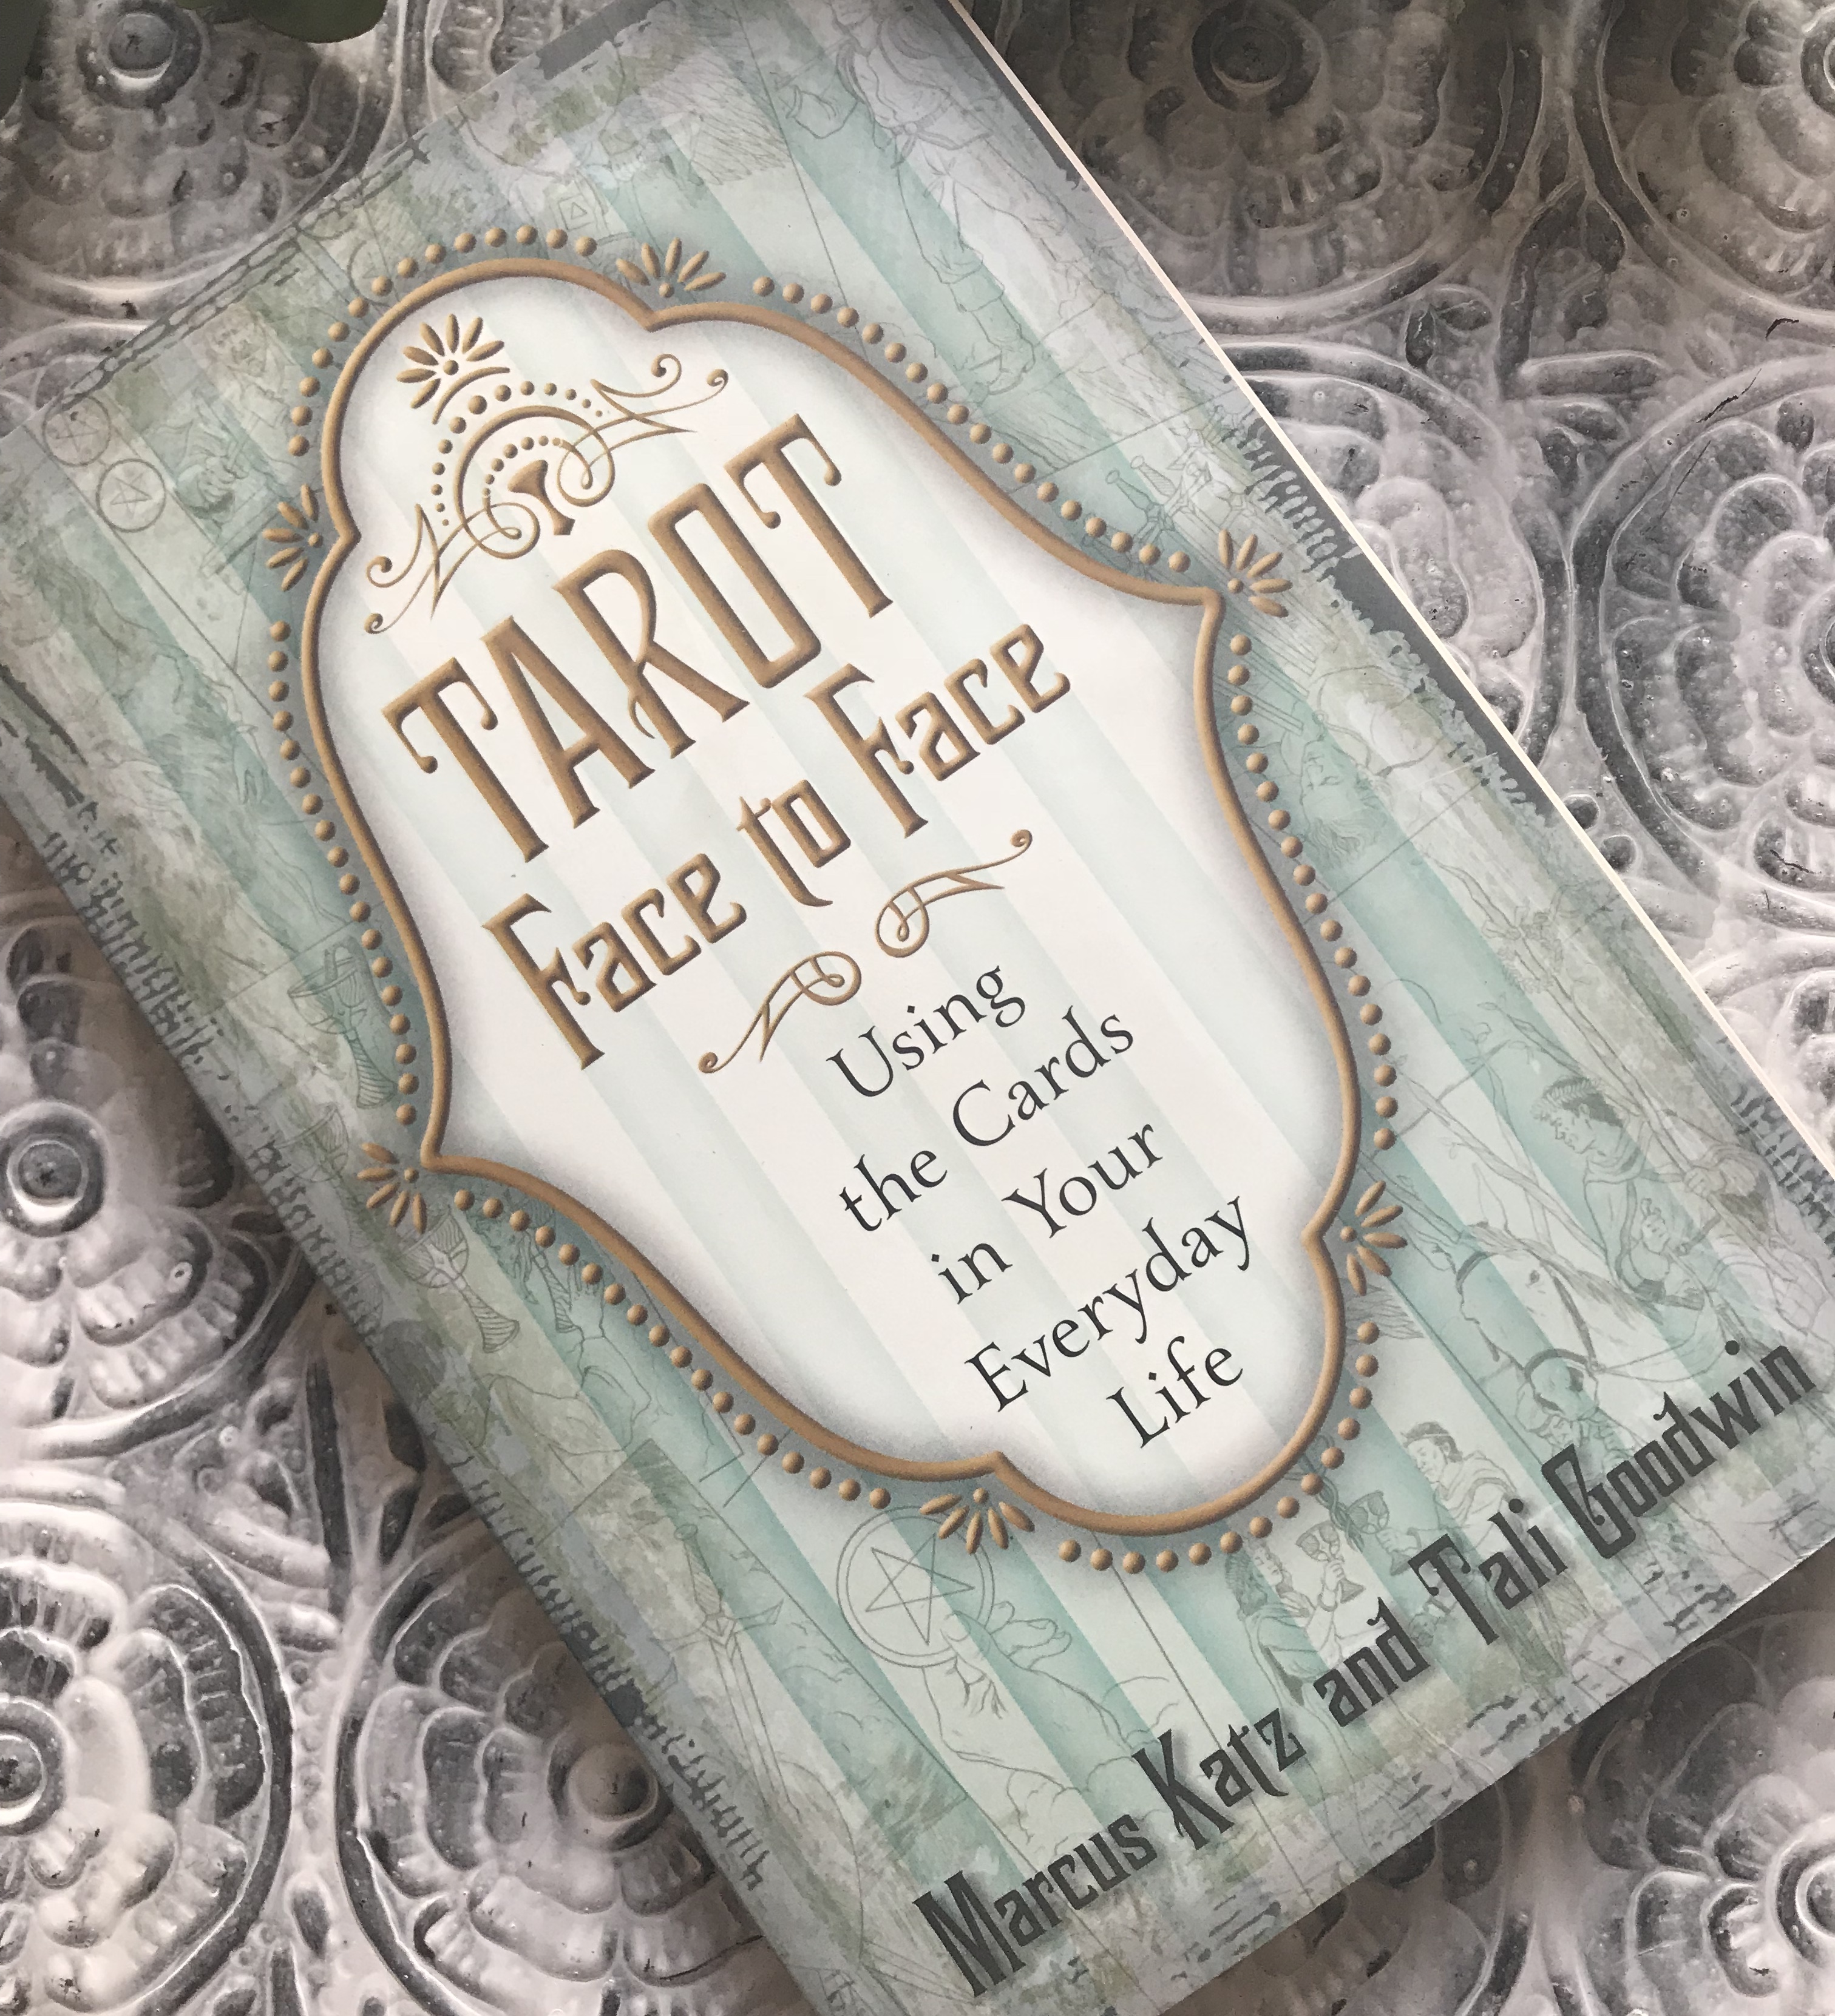 TAROT
Face to Face
Using
the Cards
in Your
Everyday
Life
Marcus Katz and Tali Goodwin